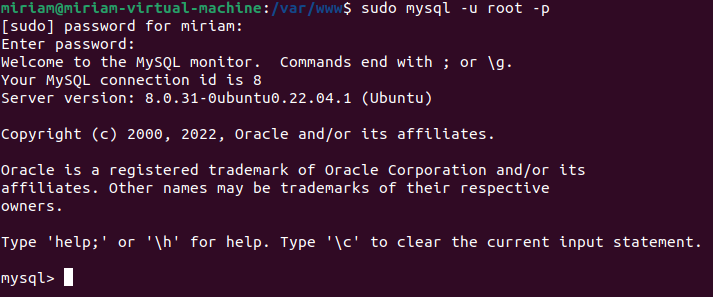 miriam@miriam-virtual-machine:/var/www$ sudo mysql -u root -p
[sudo] password for miriam:
Enter password:
Welcome to the MySQL monitor.  Commands end with ; or \g.
Your MySQL connection id is 8
Server version: 8.0.31-0ubuntu0.22.04.1 (Ubuntu)
Copyright (c) 2000, 2022, Oracle and/or its affiliates.
Oracle is a registered trademark of Oracle Corporation and/or its
affiliates. Other names may be trademarks of their respective
owners.
Type 'help;' or '\h' for help. Type '\c' to clear the current input statement.
mysql>